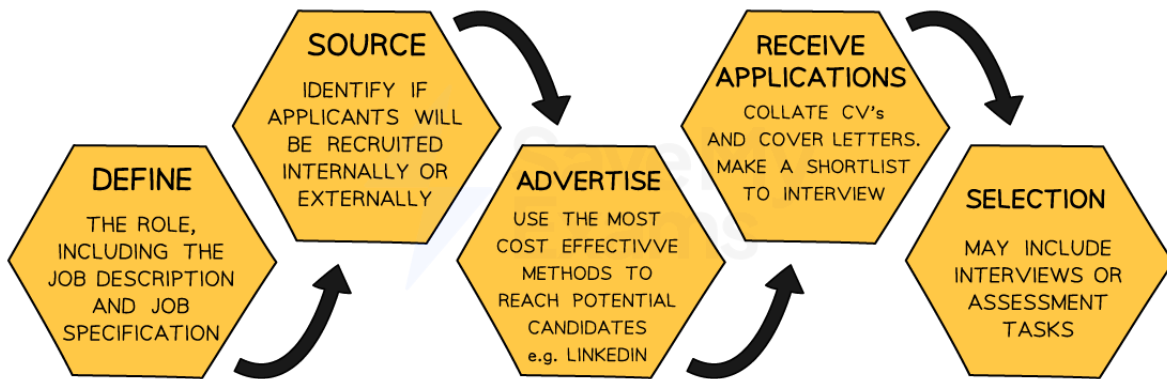 DEFINE
THE ROLE,
INCLUDING THE
JOB DESCRIPTION
AND JOB
SPECIFICATION
SOURCE
IDENTIFY IF
APPLICANTS WILL
BE RECRUITED
INTERNALLY OR
EXTERNALLY
ADVERTISE
USE THE MOST
COST EFFECTIVVE
METHODS TO
REACH POTENTIAL
CANDIDATES
e.g. LINKEDIN
RECEIVE
APPLICATIONS
COLLATE CV's
AND COVER LETTERS.
MAKE A SHORTLIST
TO INTERVIEW
SELECTION
MAY INCLUDE
INTERVIEWS OR
ASSESSMENT
TASKS